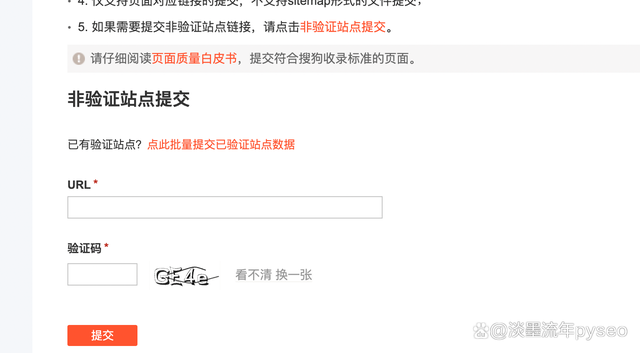 • 4. 仅支持页面对应链接的提交，不支持sitemap形式的文件提交；
• 5. 如果需要提交非验证站点链接，请点击非验证站点提交。
请仔细阅读页面质量白皮书，提交符合搜狗收录标准的页面。
非验证站点提交
已有验证站点？点此批量提交已验证站点数据
URL *
验证码 *
GE4e 看不清 换一张
提交
@淡墨流年pyseo